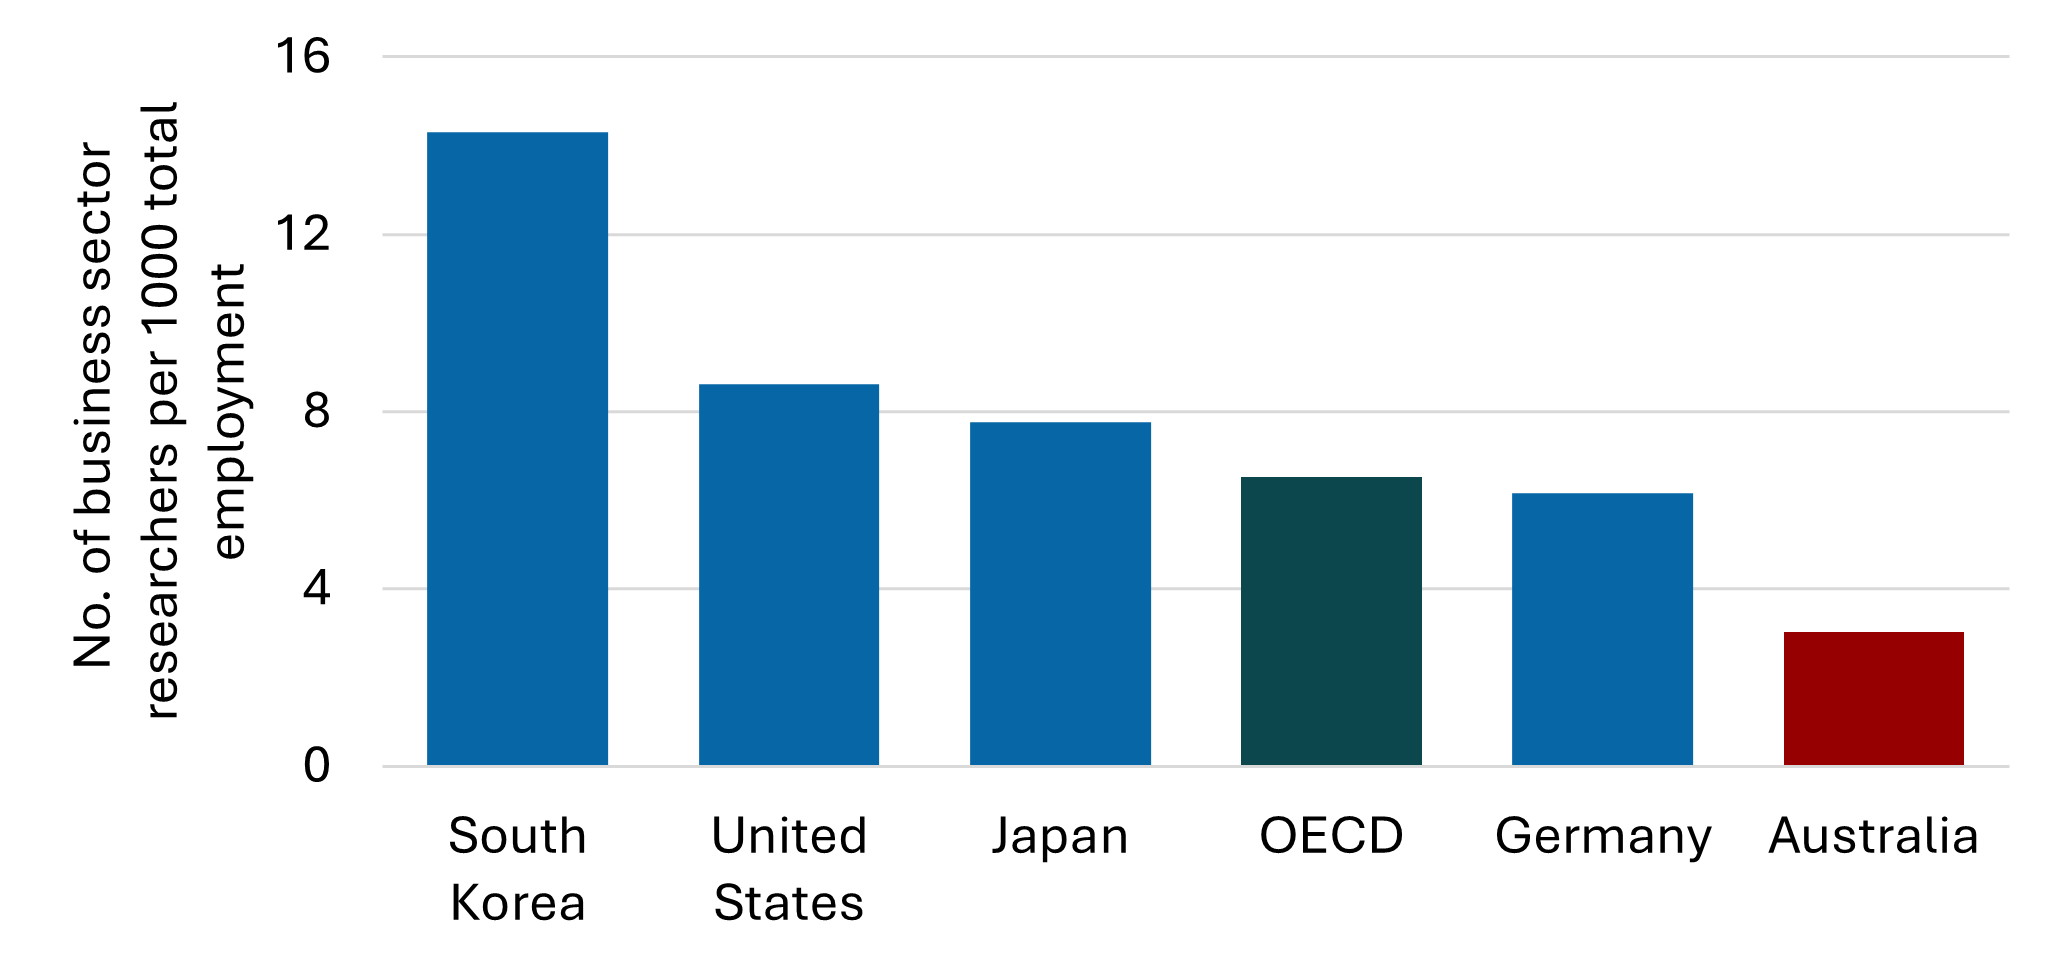 No. of business sector
researchers per 1000 total
employment
16
12
8
4
0
South
Korea
United
States
Japan
OECD
Germany
Australia